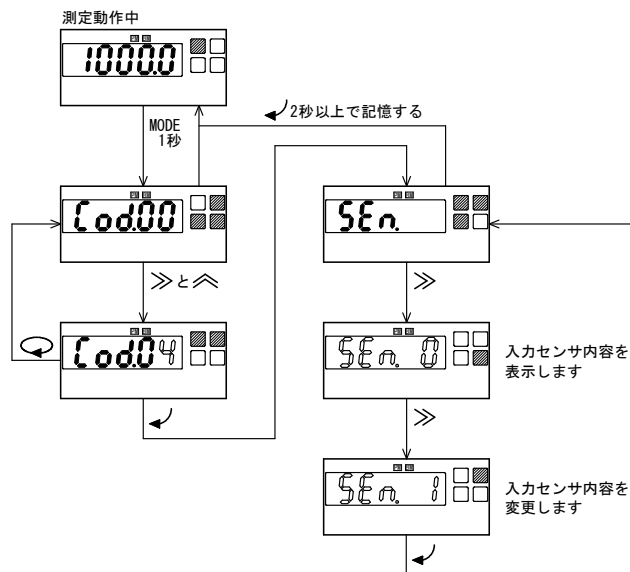 測定動作中
1000.0
MODE
1秒
2秒以上で記憶する
Cod.00
SEn.
≫と︽
≫
Cod.04
SEn. 0
入力センサ内容を
表示します
≫
SEn. 1
入力センサ内容を
変更します